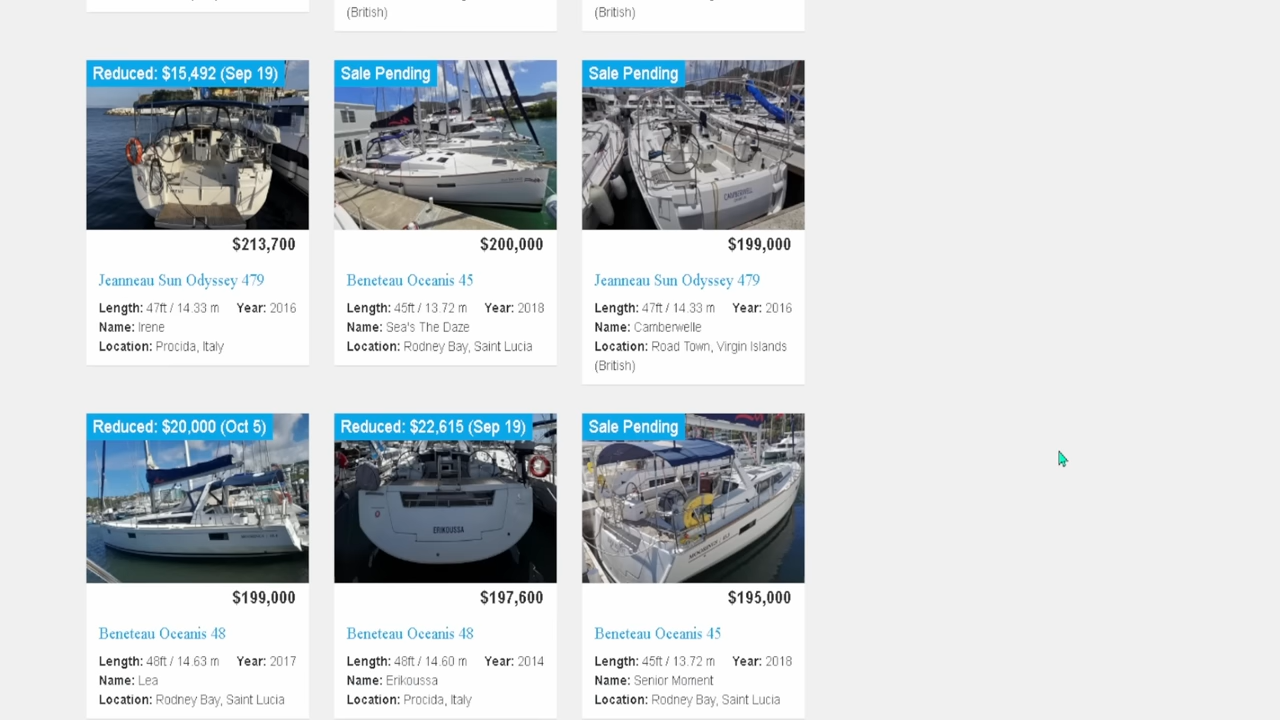 (British)
(British)
Reduced: $15,492 (Sep 19)
$213,700
Jeanneau Sun Odyssey 479
Length: 47ft / 14.33 m Year: 2016
Name: Irene
Location: Procida, Italy
Sale Pending
$200,000
Beneteau Oceanis 45
Length: 45ft / 13.72 m Year: 2018
Name: Sea's The Daze
Location: Rodney Bay, Saint Lucia
Sale Pending
CAMBERWELLE
$199,000
Jeanneau Sun Odyssey 479
Length: 47ft / 14.33 m Year: 2016
Name: Camberwelle
Location: Road Town, Virgin Islands
(British)
Reduced: $20,000 (Oct 5)
$199,000
Beneteau Oceanis 48
Length: 48ft / 14.63 m Year: 2017
Name: Lea
Location: Rodney Bay, Saint Lucia
Reduced: $22,615 (Sep 19)
ERIKOUSSA
$197,600
Beneteau Oceanis 48
Length: 48ft / 14.60 m Year: 2014
Name: Erikoussa
Location: Procida, Italy
Sale Pending
$195,000
Beneteau Oceanis 45
Length: 45ft / 13.72 m Year: 2018
Name: Senior Moment
Location: Rodney Bay, Saint Lucia